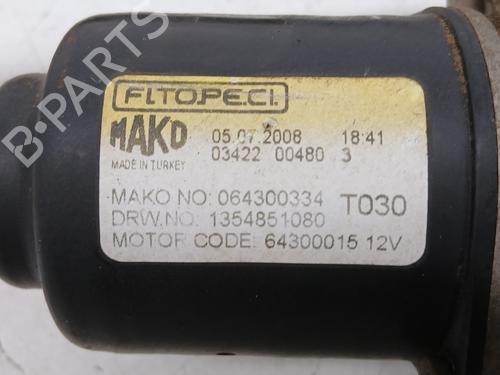 FI.TO.PE.CI.
MAKO 05.07.2008 18:41
MADE IN TURKEY 03422 00480 3
MAKO NO: 064300334 T030
DRW.NO: 1354851080
MOTOR CODE: 64300015 12V
B-PARTS